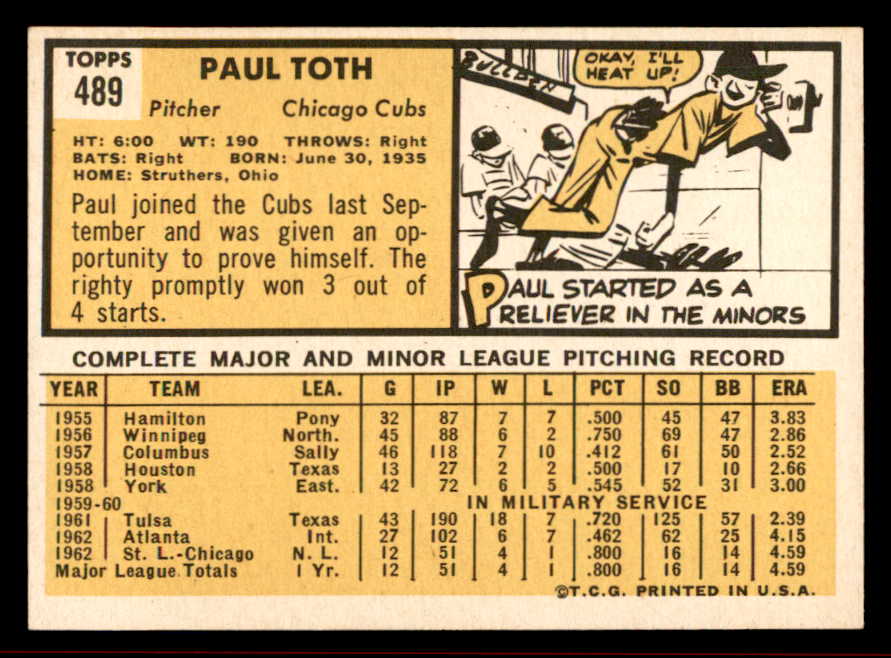 TOPPS
489
PAUL TOTH
Pitcher Chicago Cubs
HT: 6:00 WT: 190 THROWS: Right
BATS: Right BORN: June 30, 1935
HOME: Struthers, Ohio
Paul joined the Cubs last Sep-
tember and was given an op-
portunity to prove himself. The
righty promptly won 3 out of
4 starts.
BULLPEN
OKAY, I'LL
HEAT UP!
PAUL STARTED AS A
RELIEVER IN THE MINORS
COMPLETE MAJOR AND MINOR LEAGUE PITCHING RECORD
YEAR TEAM LEA. G IP W L PCT SO BB ERA
1955 Hamilton Pony 32 87 7 7 .500 45 47 3.83
1956 Winnipeg North. 45 88 6 2 .750 69 47 2.86
1957 Columbus Sally 46 118 7 10 .412 61 50 2.52
1958 Houston Texas 13 27 2 2 .500 17 10 2.66
1958 York East. 42 72 6 5 .545 52 31 3.00
1959-60 IN MILITARY SERVICE
1961 Tulsa Texas 43 190 18 7 .720 125 57 2.39
1962 Atlanta Int. 27 102 6 7 .462 62 25 4.15
1962 St. L.-Chicago N. L. 12 51 4 1 .800 16 14 4.59
Major League Totals 1 Yr. 12 51 4 1 .800 16 14 4.59
©T.C.G. PRINTED IN U.S.A.